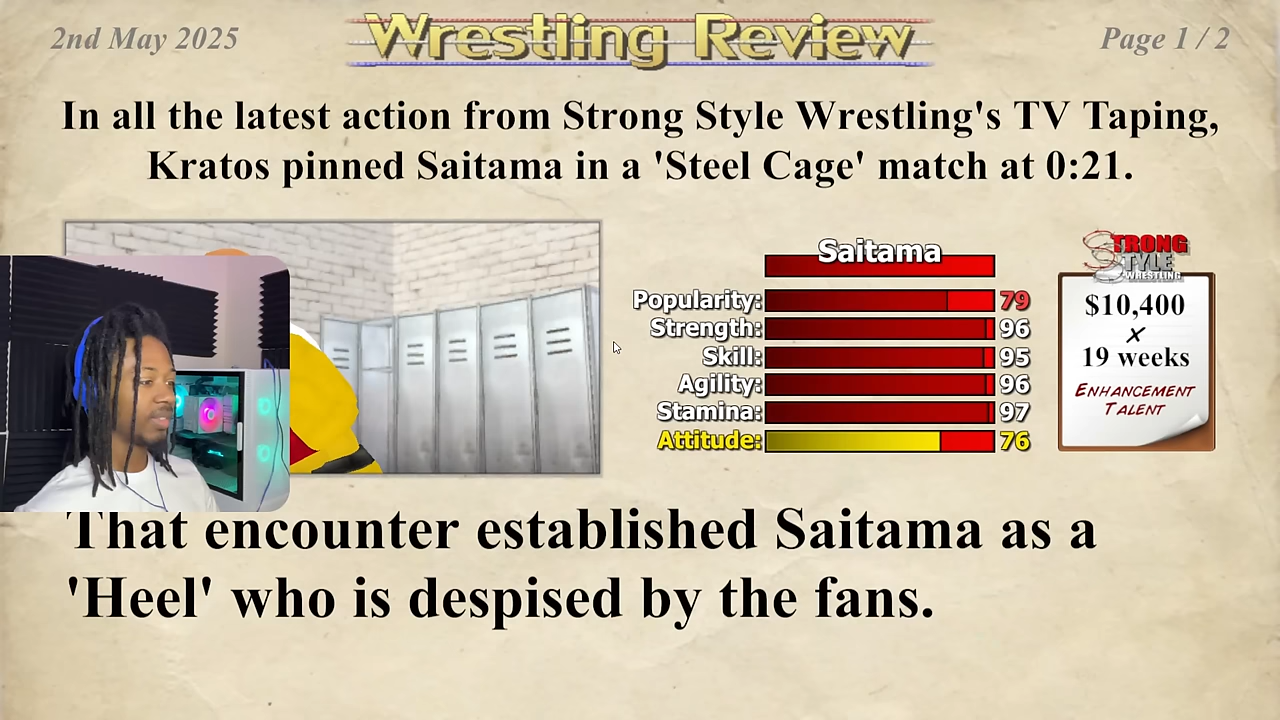 2nd May 2025
Wrestling Review
Page 1 / 2
In all the latest action from Strong Style Wrestling's TV Taping,
Kratos pinned Saitama in a 'Steel Cage' match at 0:21.
Saitama
Popularity: 79
Strength: 96
Skill: 95
Agility: 96
Stamina: 97
Attitude: 76
STRONG
STYLE
WRESTLING
$10,400
x
19 weeks
ENHANCEMENT
TALENT
That encounter established Saitama as a
'Heel' who is despised by the fans.